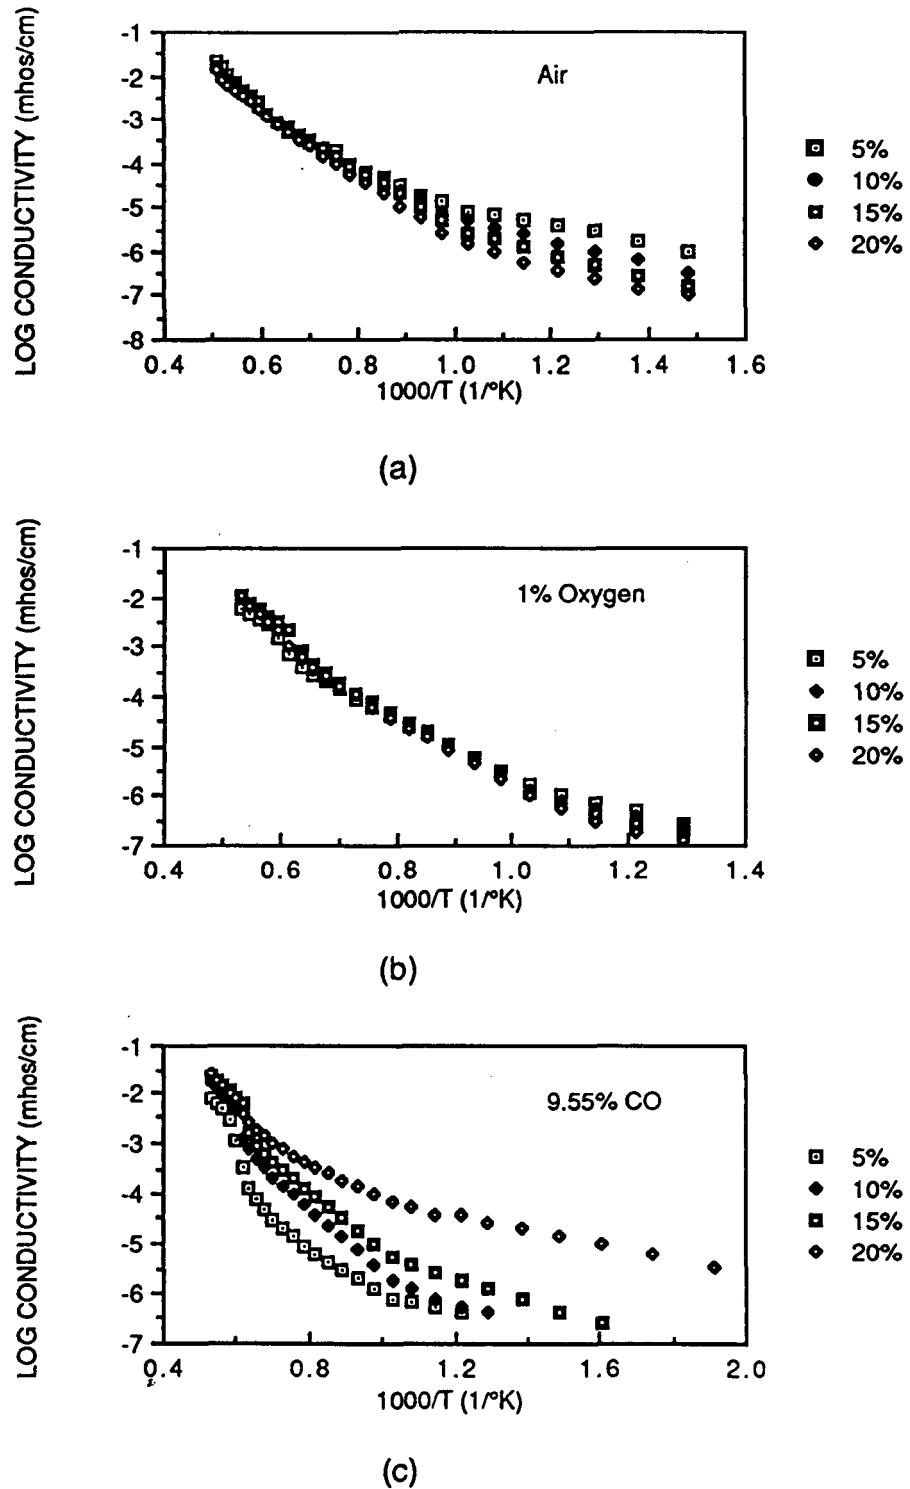 LOG CONDUCTIVITY (mhos/cm)
-1
-2
-3
-4
-5
-6
-7
-8
Air
5%
10%
15%
20%
0.4 0.6 0.8 1.0 1.2 1.4 1.6
1000/T (1/°K)
(a)
LOG CONDUCTIVITY (mhos/cm)
-1
-2
-3
-4
-5
-6
-7
1% Oxygen
5%
10%
15%
20%
0.4 0.6 0.8 1.0 1.2 1.4
1000/T (1/°K)
(b)
LOG CONDUCTIVITY (mhos/cm)
-1
-2
-3
-4
-5
-6
-7
9.55% CO
5%
10%
15%
20%
0.4 0.8 1.2 1.6 2.0
1000/T (1/°K)
(c)